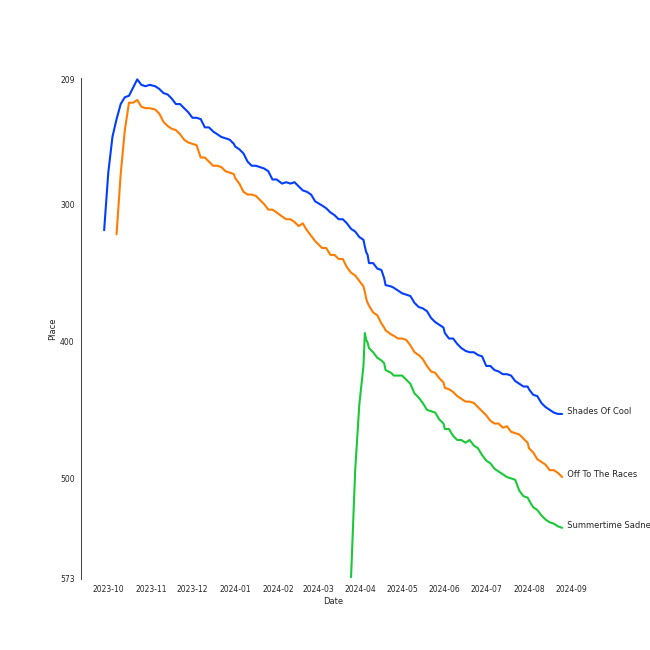 209
300
400
500
573
Place
2023-10 2023-11 2023-12 2024-01 2024-02 2024-03 2024-04 2024-05 2024-06 2024-07 2024-08 2024-09
Date
Shades Of Cool
Off To The Races
Summertime Sadne